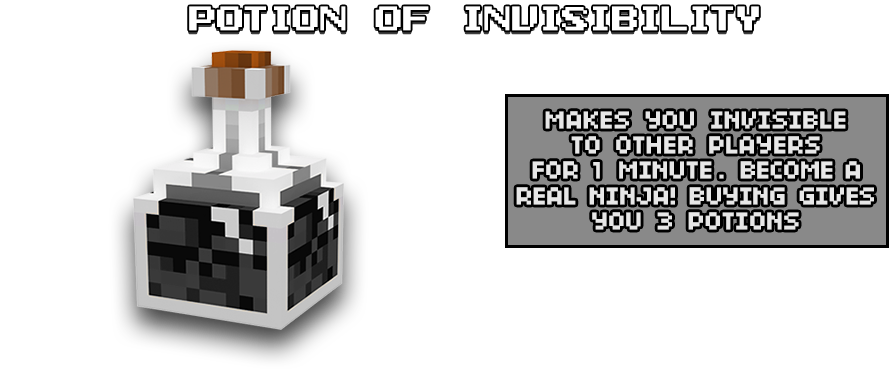 POTION OF INVISIBILITY
MAKES YOU INVISIBLE
TO OTHER PLAYERS
FOR 1 MINUTE. BECOME A
REAL NINJA! BUYING GIVES
YOU 3 POTIONS